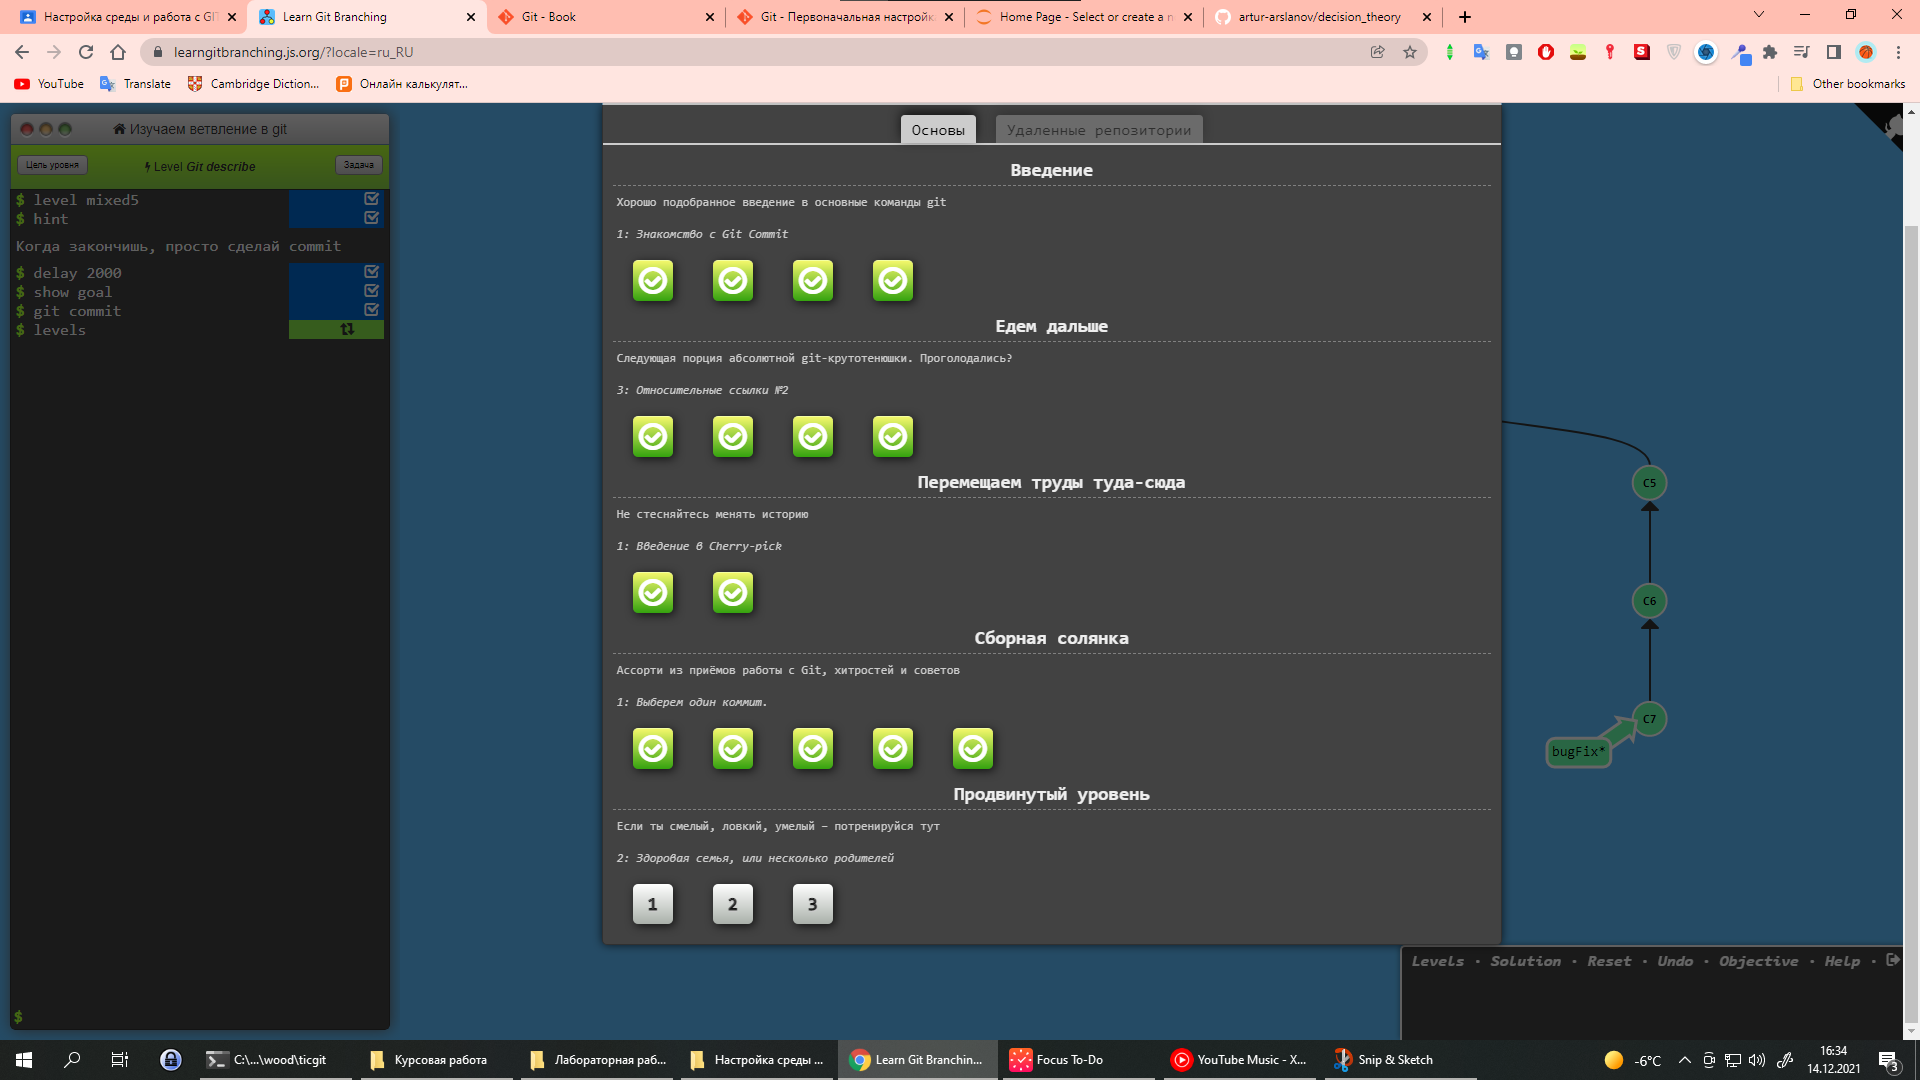 Настройка среды и работа с GIT
Learn Git Branching
Git - Book
Git - Первоначальная настройка
Home Page - Select or create a n
artur-arslanov/decision_theory
learngitbranching.js.org/?locale=ru_RU
YouTube
Translate
Cambridge Diction...
Онлайн калькулят...
Other bookmarks
Изучаем ветвление в git
Цель уровня
Level Git describe
Задача
$ level mixed5
$ hint
Когда закончишь, просто сделай commit
$ delay 2000
$ show goal
$ git commit
$ levels
$
Основы
Удаленные репозитории
Введение
Хорошо подобранное введение в основные команды git
1: Знакомство с Git Commit
Едем дальше
Следующая порция абсолютной git-крутотенюшки. Проголодались?
3: Относительные ссылки №2
Перемещаем труды туда-сюда
Не стесняйтесь менять историю
1: Введение в Cherry-pick
Сборная солянка
Ассорти из приёмов работы с Git, хитростей и советов
1: Выберем один коммит.
Продвинутый уровень
Если ты смелый, ловкий, умелый – потренируйся тут
2: Здоровая семья, или несколько родителей
1
2
3
C5
C6
C7
bugFix*
Levels · Solution · Reset · Undo · Objective · Help ·
C:\...\wood\ticgit
Курсовая работа
Лабораторная раб...
Настройка среды ...
Learn Git Branchin...
Focus To-Do
YouTube Music - X...
Snip & Sketch
-6°C
16:34
14.12.2021
3